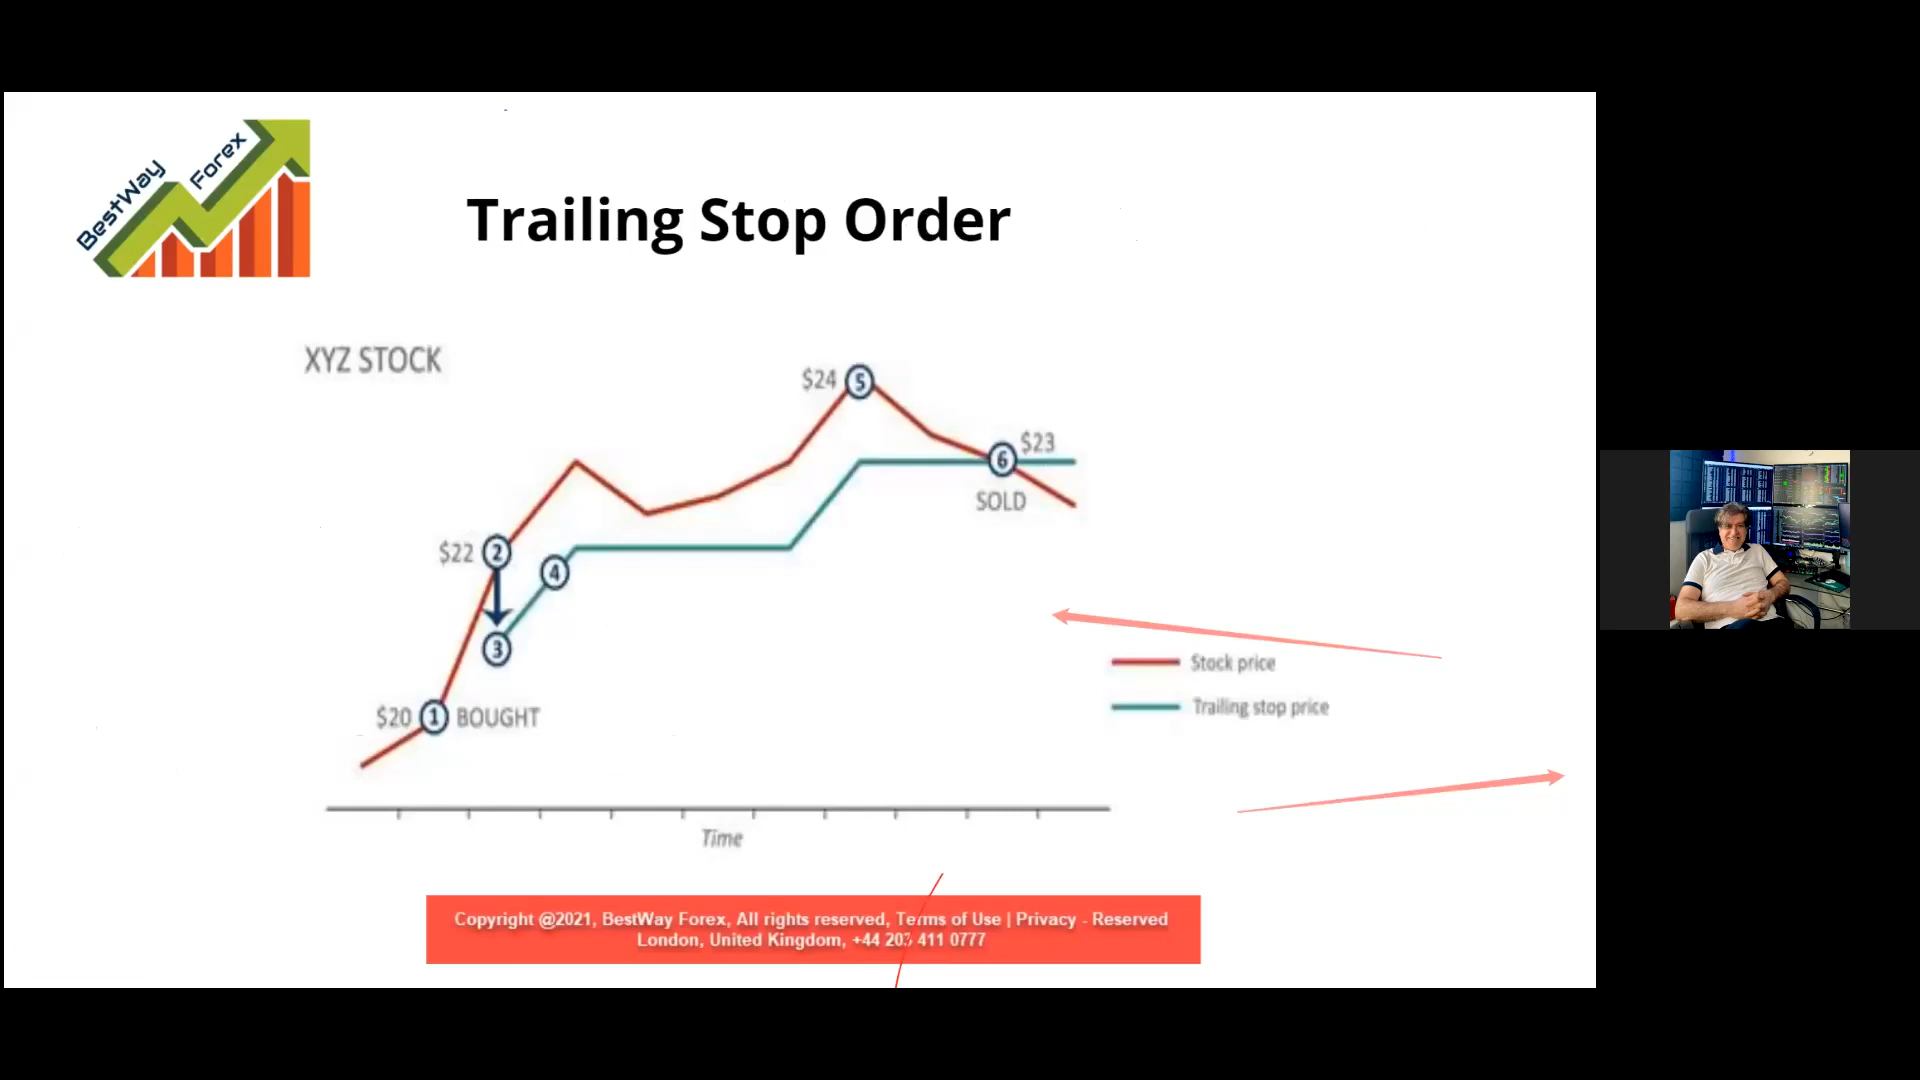 BestWay Forex
Trailing Stop Order
XYZ STOCK
$24 5
$23
6
SOLD
$22 2
4
3
$20 1 BOUGHT
Stock price
Trailing stop price
Time
Copyright @2021, BestWay Forex, All rights reserved, Terms of Use | Privacy - Reserved
London, United Kingdom, +44 203 411 0777